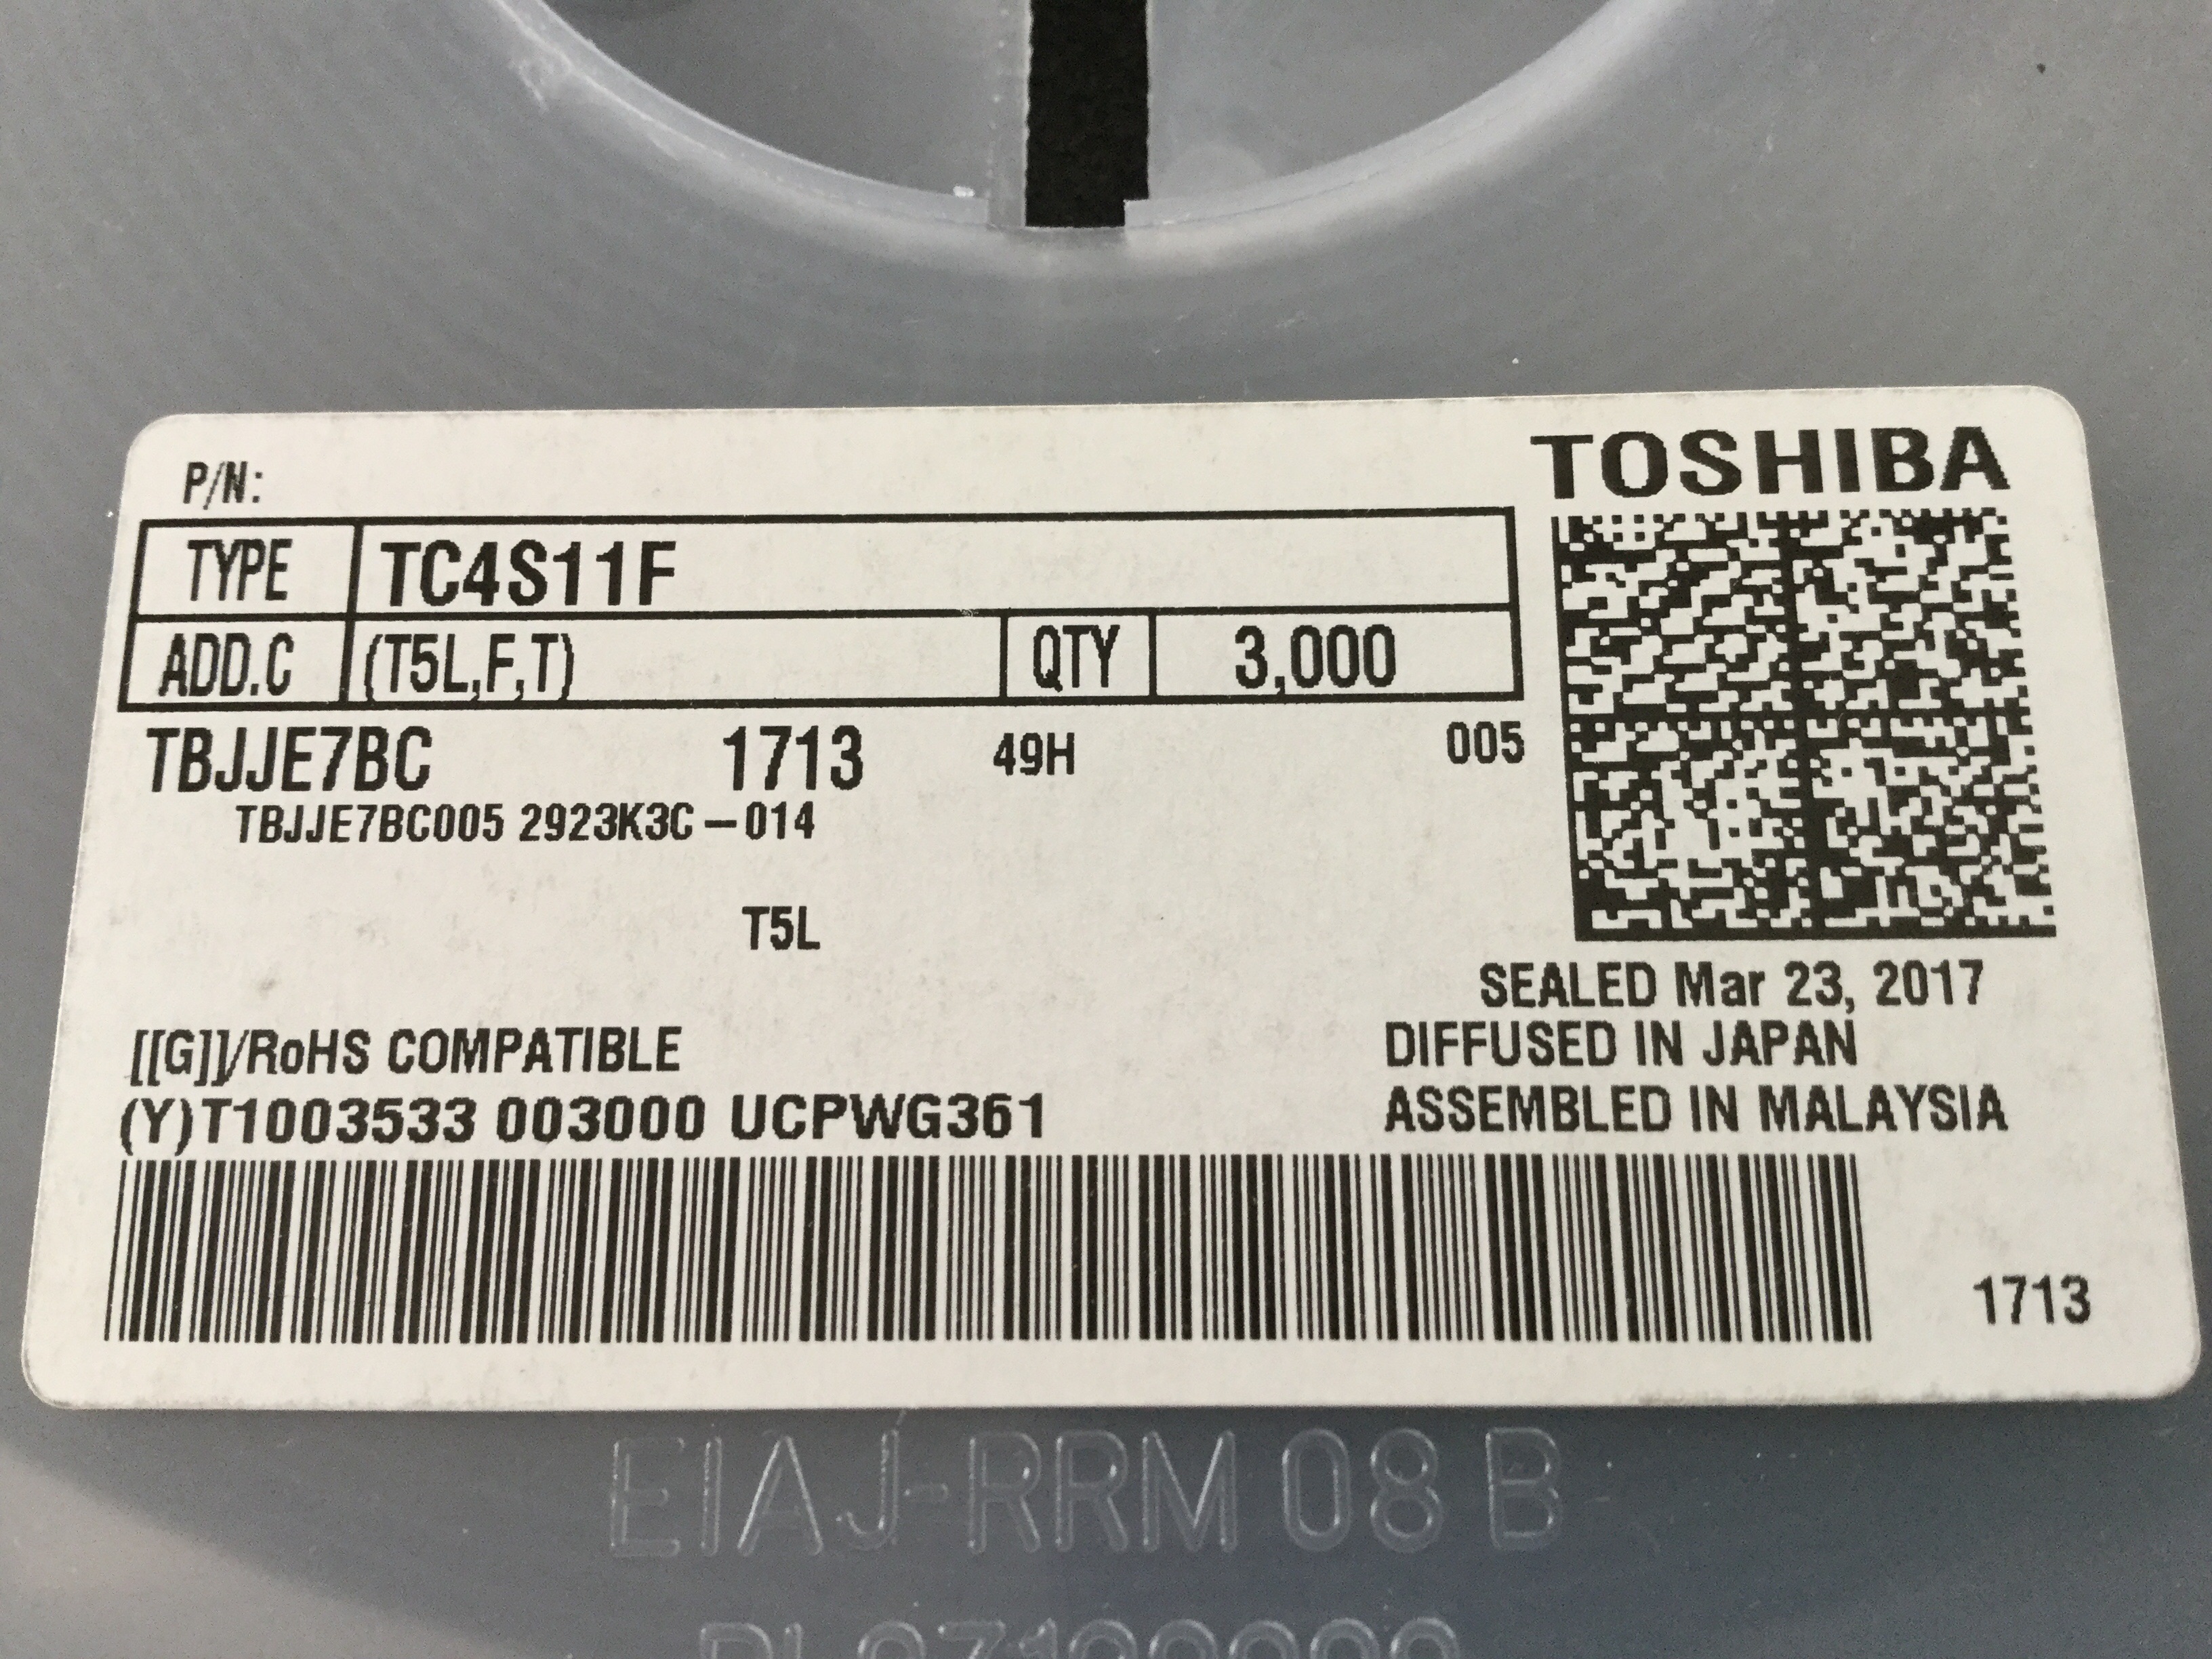 P/N:
TOSHIBA
TYPE TC4S11F
ADD.C (T5L,F,T) QTY 3,000
TBJJE7BC 1713 49H 005
TBJJE7BC005 2923K3C-014
T5L
SEALED Mar 23, 2017
[[G]]/RoHS COMPATIBLE DIFFUSED IN JAPAN
(Y)T1003533 003000 UCPWG361 ASSEMBLED IN MALAYSIA
1713
EIAJ-RRM 08 B